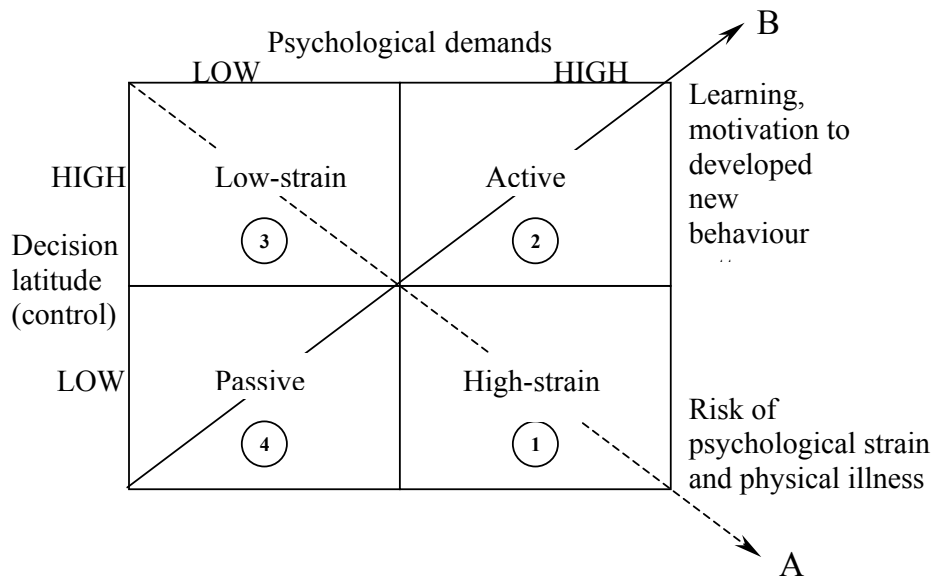 B
Psychological demands
LOW HIGH
Learning,
motivation to
developed
new
behaviour
HIGH Low-strain Active
3 2
Decision
latitude
(control)
LOW Passive High-strain
4 1
Risk of
psychological strain
and physical illness
A